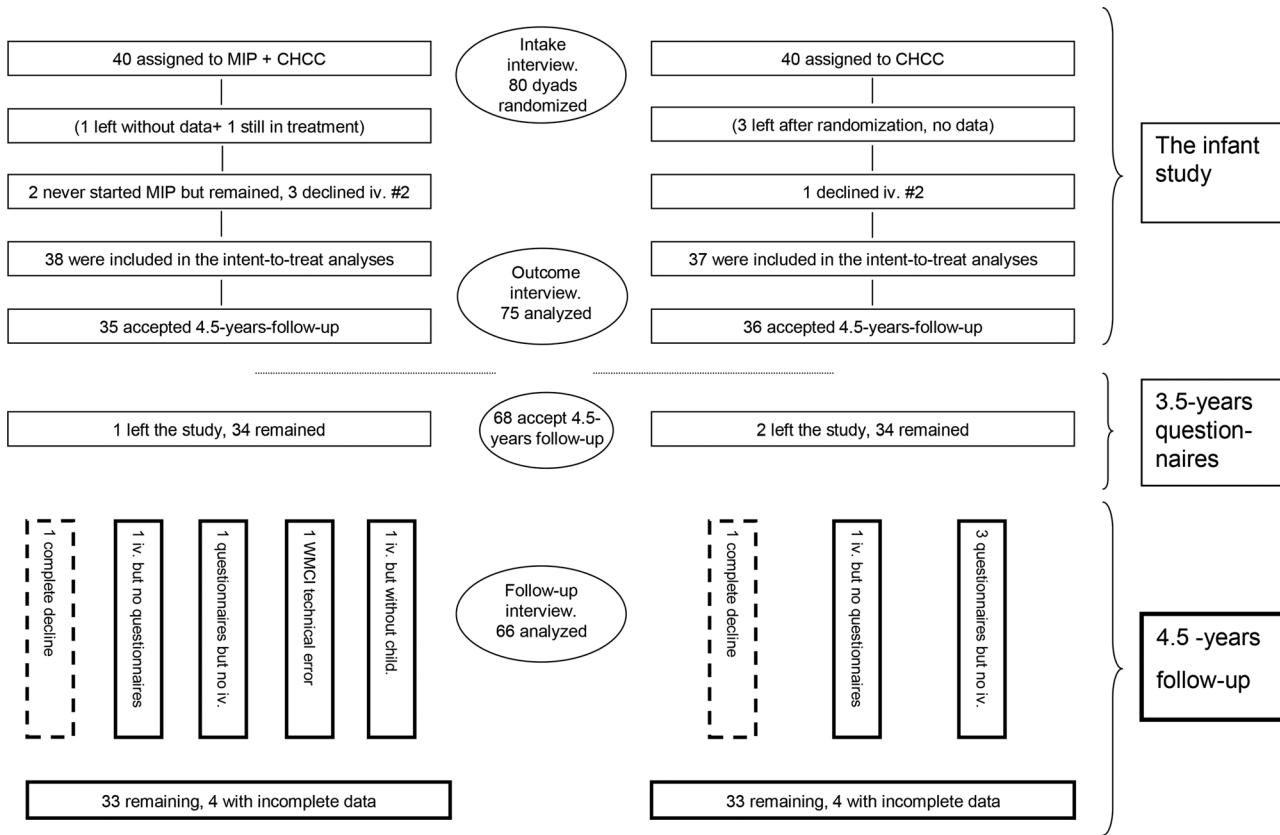 40 assigned to MIP + CHCC
Intake
interview.
80 dyads
randomized
40 assigned to CHCC
(1 left without data+ 1 still in treatment)
(3 left after randomization, no data)
The infant
study
2 never started MIP but remained, 3 declined iv. #2
1 declined iv. #2
38 were included in the intent-to-treat analyses
Outcome
interview.
75 analyzed
37 were included in the intent-to-treat analyses
35 accepted 4.5-years-follow-up
36 accepted 4.5-years-follow-up
1 left the study, 34 remained
68 accept 4.5-
years follow-up
2 left the study, 34 remained
3.5-years
question-
naires
1 complete decline
1 iv. but no questionnaires
1 questionnaires but no iv.
1 WMCI technical error
1 iv. but without child.
Follow-up
interview.
66 analyzed
1 complete decline
1 iv. but no questionnaires
3 questionnaires but no iv.
4.5 -years
follow-up
33 remaining, 4 with incomplete data
33 remaining, 4 with incomplete data